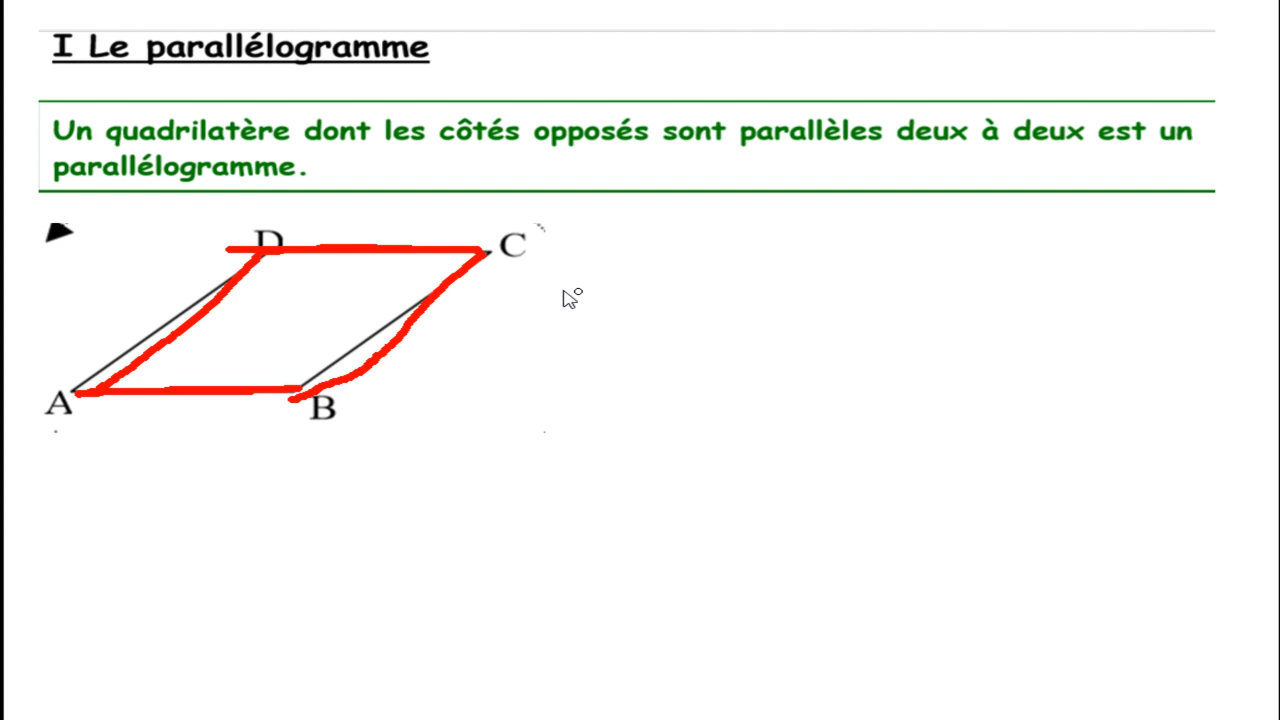 I Le parallélogramme
Un quadrilatère dont les côtés opposés sont parallèles deux à deux est un
parallélogramme.
D
C
A
B